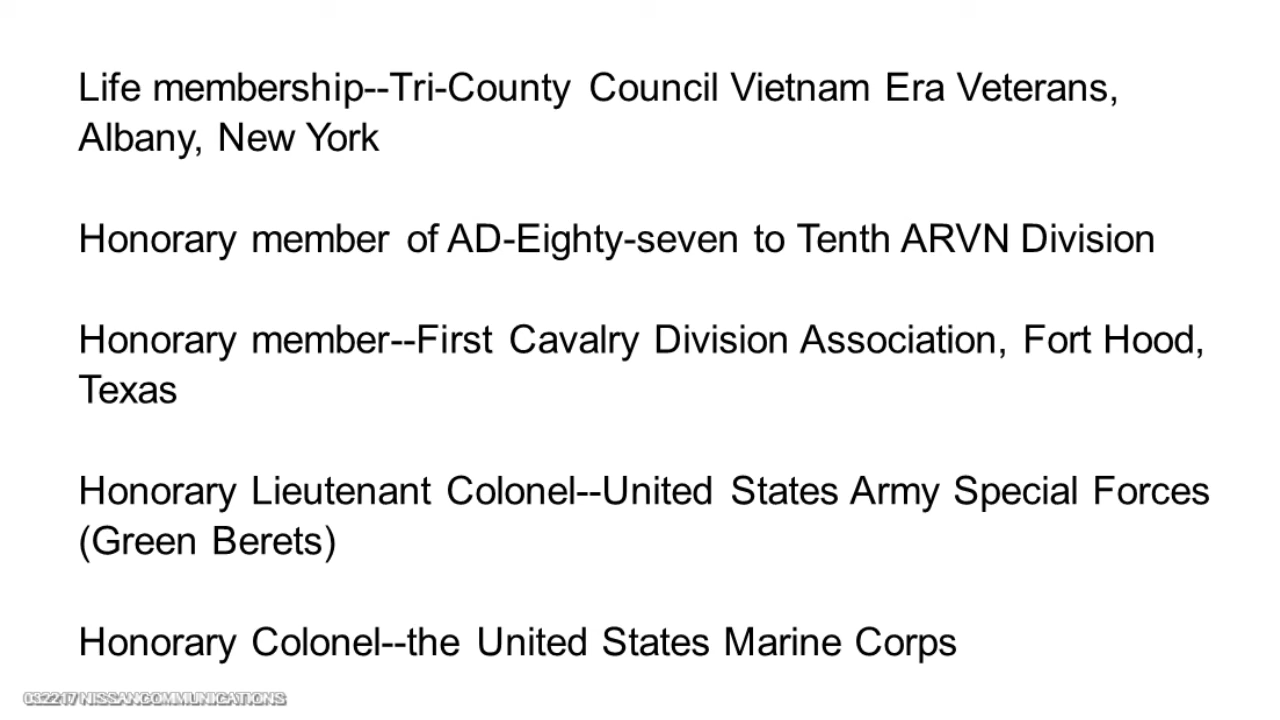 Life membership--Tri-County Council Vietnam Era Veterans,
Albany, New York
Honorary member of AD-Eighty-seven to Tenth ARVN Division
Honorary member--First Cavalry Division Association, Fort Hood,
Texas
Honorary Lieutenant Colonel--United States Army Special Forces
(Green Berets)
Honorary Colonel--the United States Marine Corps
032217 NISSANCOMMUNICATIONS